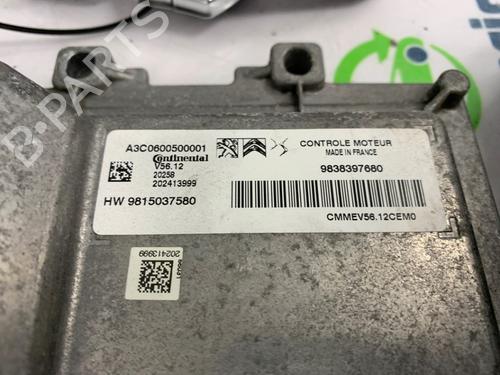 A3C0600500001
Continental
V56.12
20258
202413999
HW 9815037580
CONTROLE MOTEUR
MADE IN FRANCE
9838397680
CMMEV56.12CEM0
202413999
B-PARTS